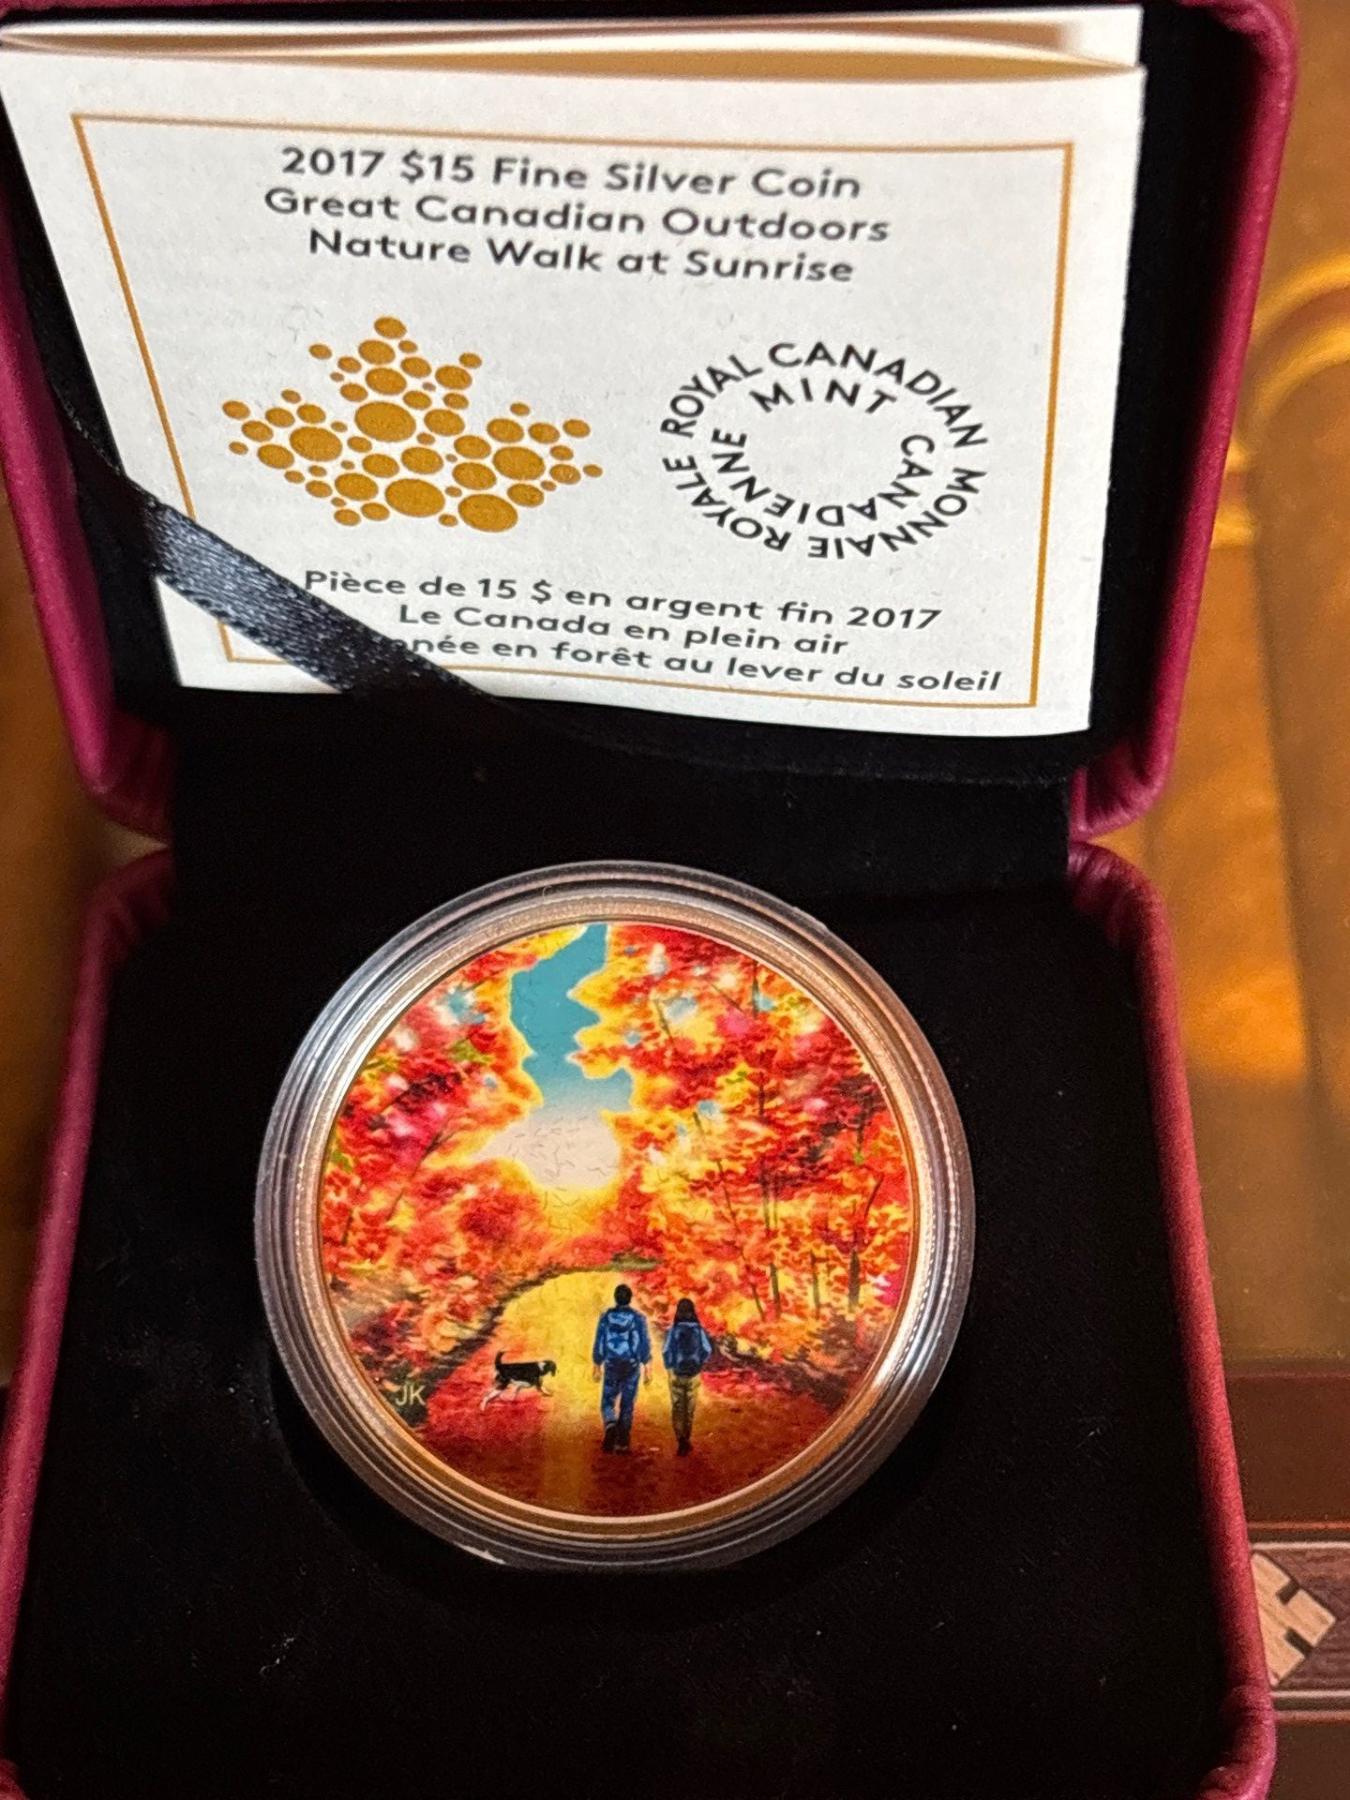 2017 $15 Fine Silver Coin
Great Canadian Outdoors
Nature Walk at Sunrise
ROYAL CANADIAN MINT
MONNAIE ROYALE CANADIENNE
Pièce de 15 $ en argent fin 2017
Le Canada en plein air
née en forêt au lever du soleil
JK